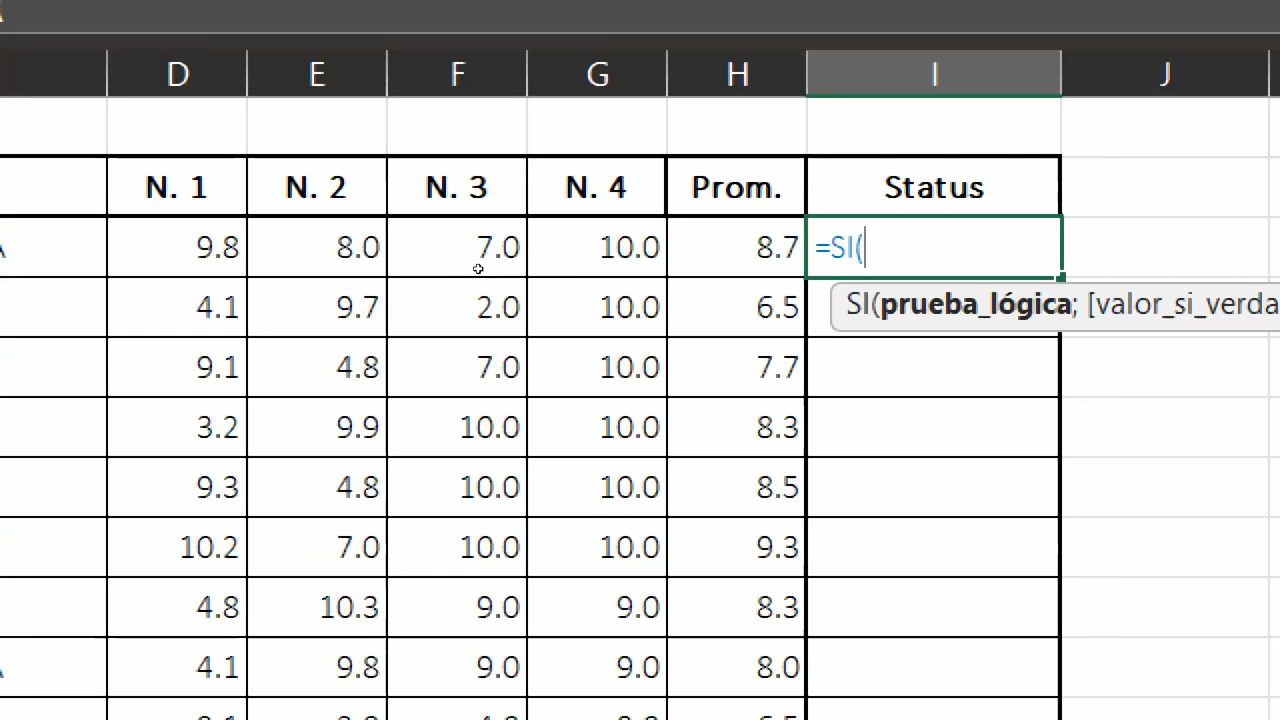 D E F G H I J
N. 1 N. 2 N. 3 N. 4 Prom. Status
A 9.8 8.0 7.0 10.0 8.7 =SI(
4.1 9.7 2.0 10.0 6.5 SI(prueba_lógica; [valor_si_verda
9.1 4.8 7.0 10.0 7.7
3.2 9.9 10.0 10.0 8.3
9.3 4.8 10.0 10.0 8.5
10.2 7.0 10.0 10.0 9.3
4.8 10.3 9.0 9.0 8.3
A 4.1 9.8 9.0 9.0 8.0